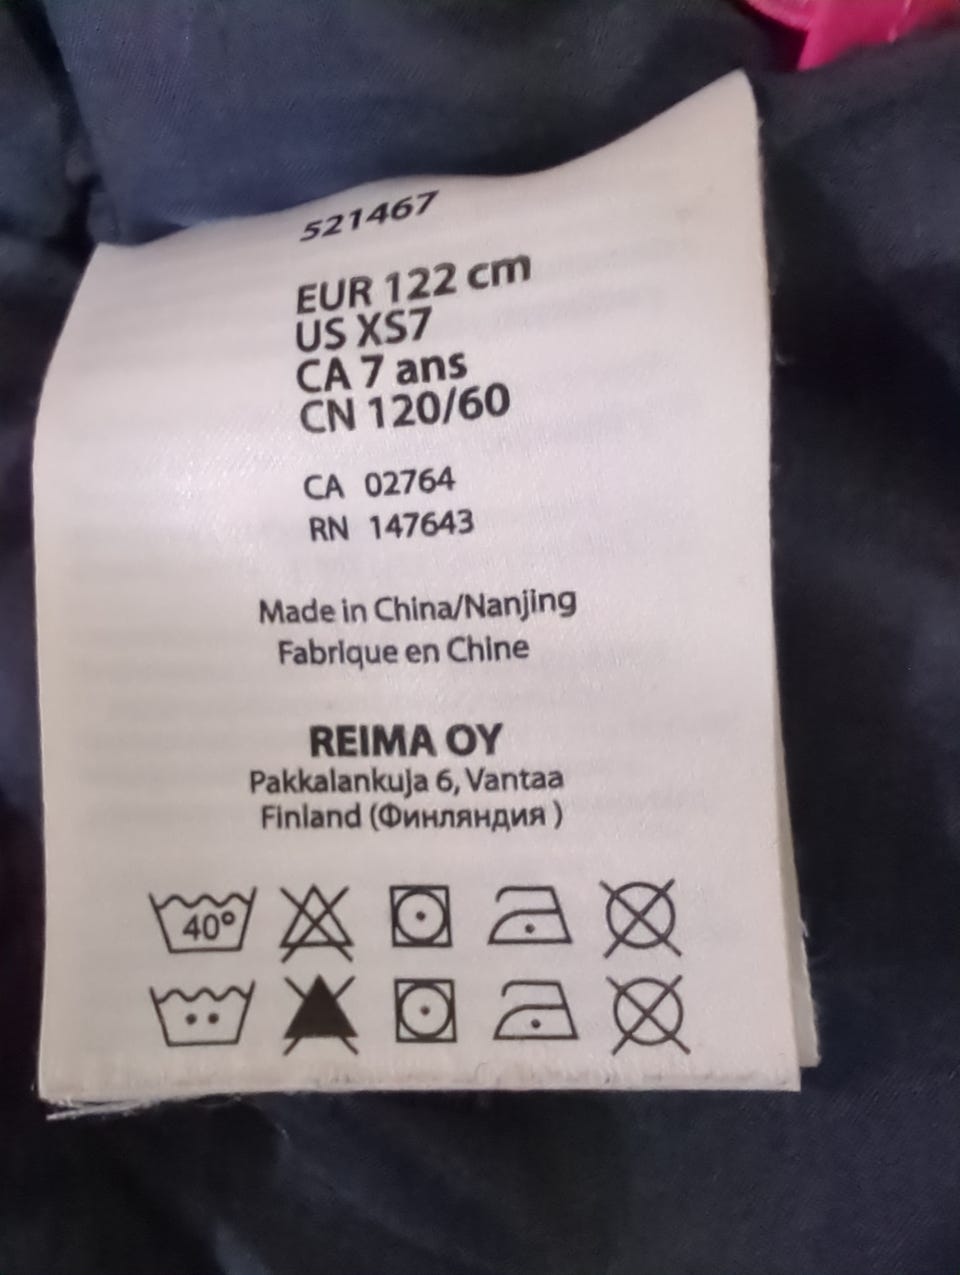 521467
EUR 122 cm
US XS7
CA 7 ans
CN 120/60
CA 02764
RN 147643
Made in China/Nanjing
Fabrique en Chine
REIMA OY
Pakkalankuja 6, Vantaa
Finland (Финляндия )
40°